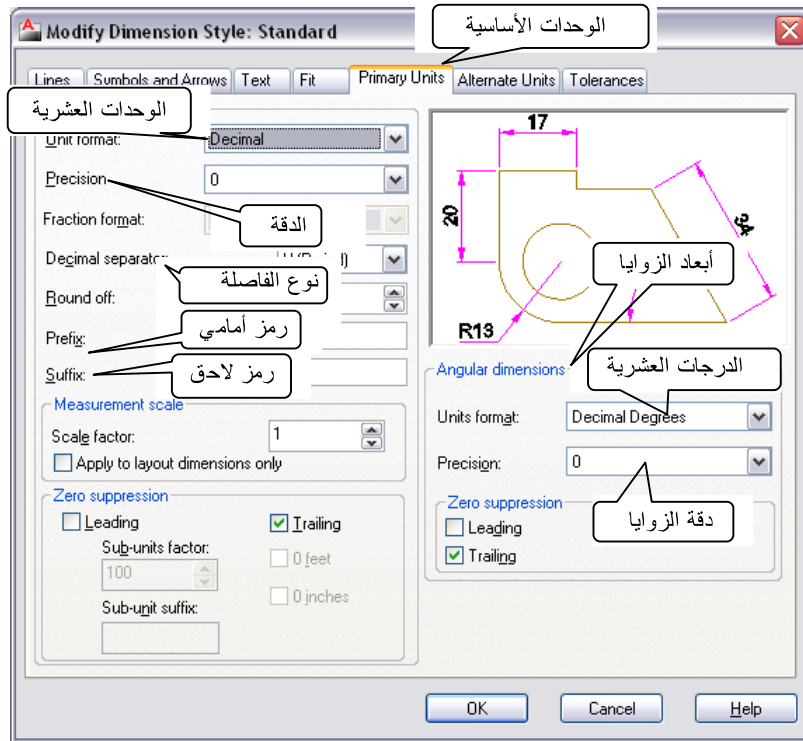 الوحدات الأساسية
Modify Dimension Style: Standard
Lines Symbols and Arrows Text Fit Primary Units Alternate Units Tolerances
الوحدات العشرية
Unit format: Decimal
Precision 0
الدقة
Fraction format:
Decimal separator:
نوع الفاصلة
Round off:
رمز أمامي
Prefix:
رمز لاحق
Suffix:
Measurement scale
Scale factor: 1
Apply to layout dimensions only
Zero suppression
Leading Trailing
Sub-units factor:
100
0 feet
0 inches
Sub-unit suffix:
17
20
R13
أبعاد الزوايا
الدرجات العشرية
Angular dimensions
Units format: Decimal Degrees
Precision: 0
دقة الزوايا
Zero suppression
Leading
Trailing
OK Cancel Help